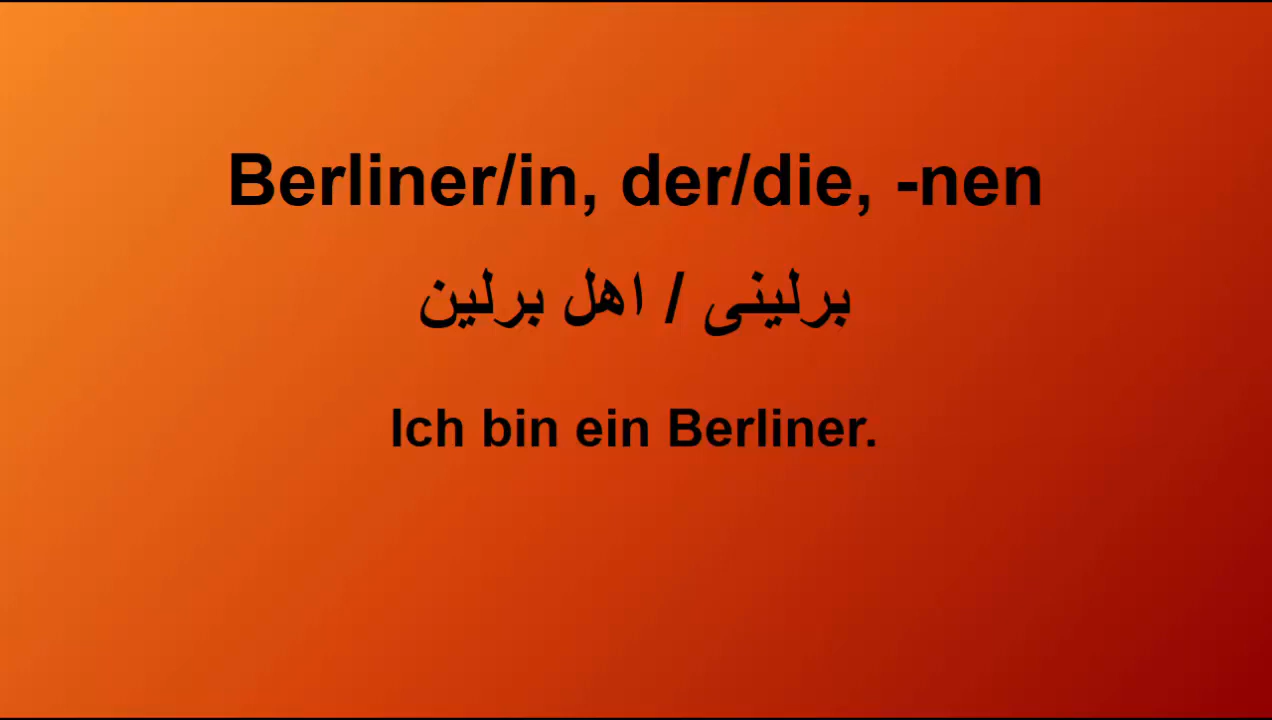 Berliner/in, der/die, -nen
برلینی / اهل برلین
Ich bin ein Berliner.